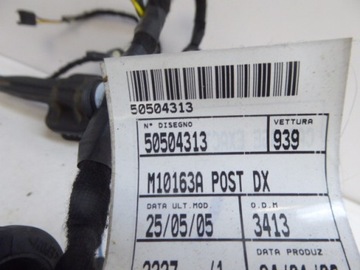 50504313
N° DISEGNO VETTURA
50504313 939
M10163A POST DX
DATA ULT.MOD O.D.M
25/05/05 3413
DATA PRODUZ